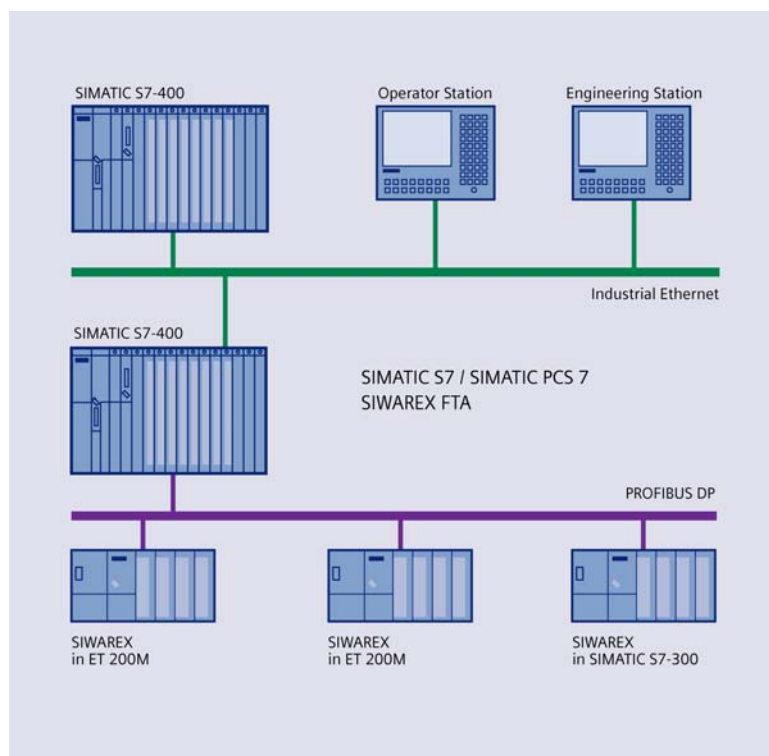 SIMATIC S7-400
Operator Station
Engineering Station
Industrial Ethernet
SIMATIC S7-400
SIMATIC S7 / SIMATIC PCS 7
SIWAREX FTA
PROFIBUS DP
SIWAREX
in ET 200M
SIWAREX
in ET 200M
SIWAREX
in SIMATIC S7-300